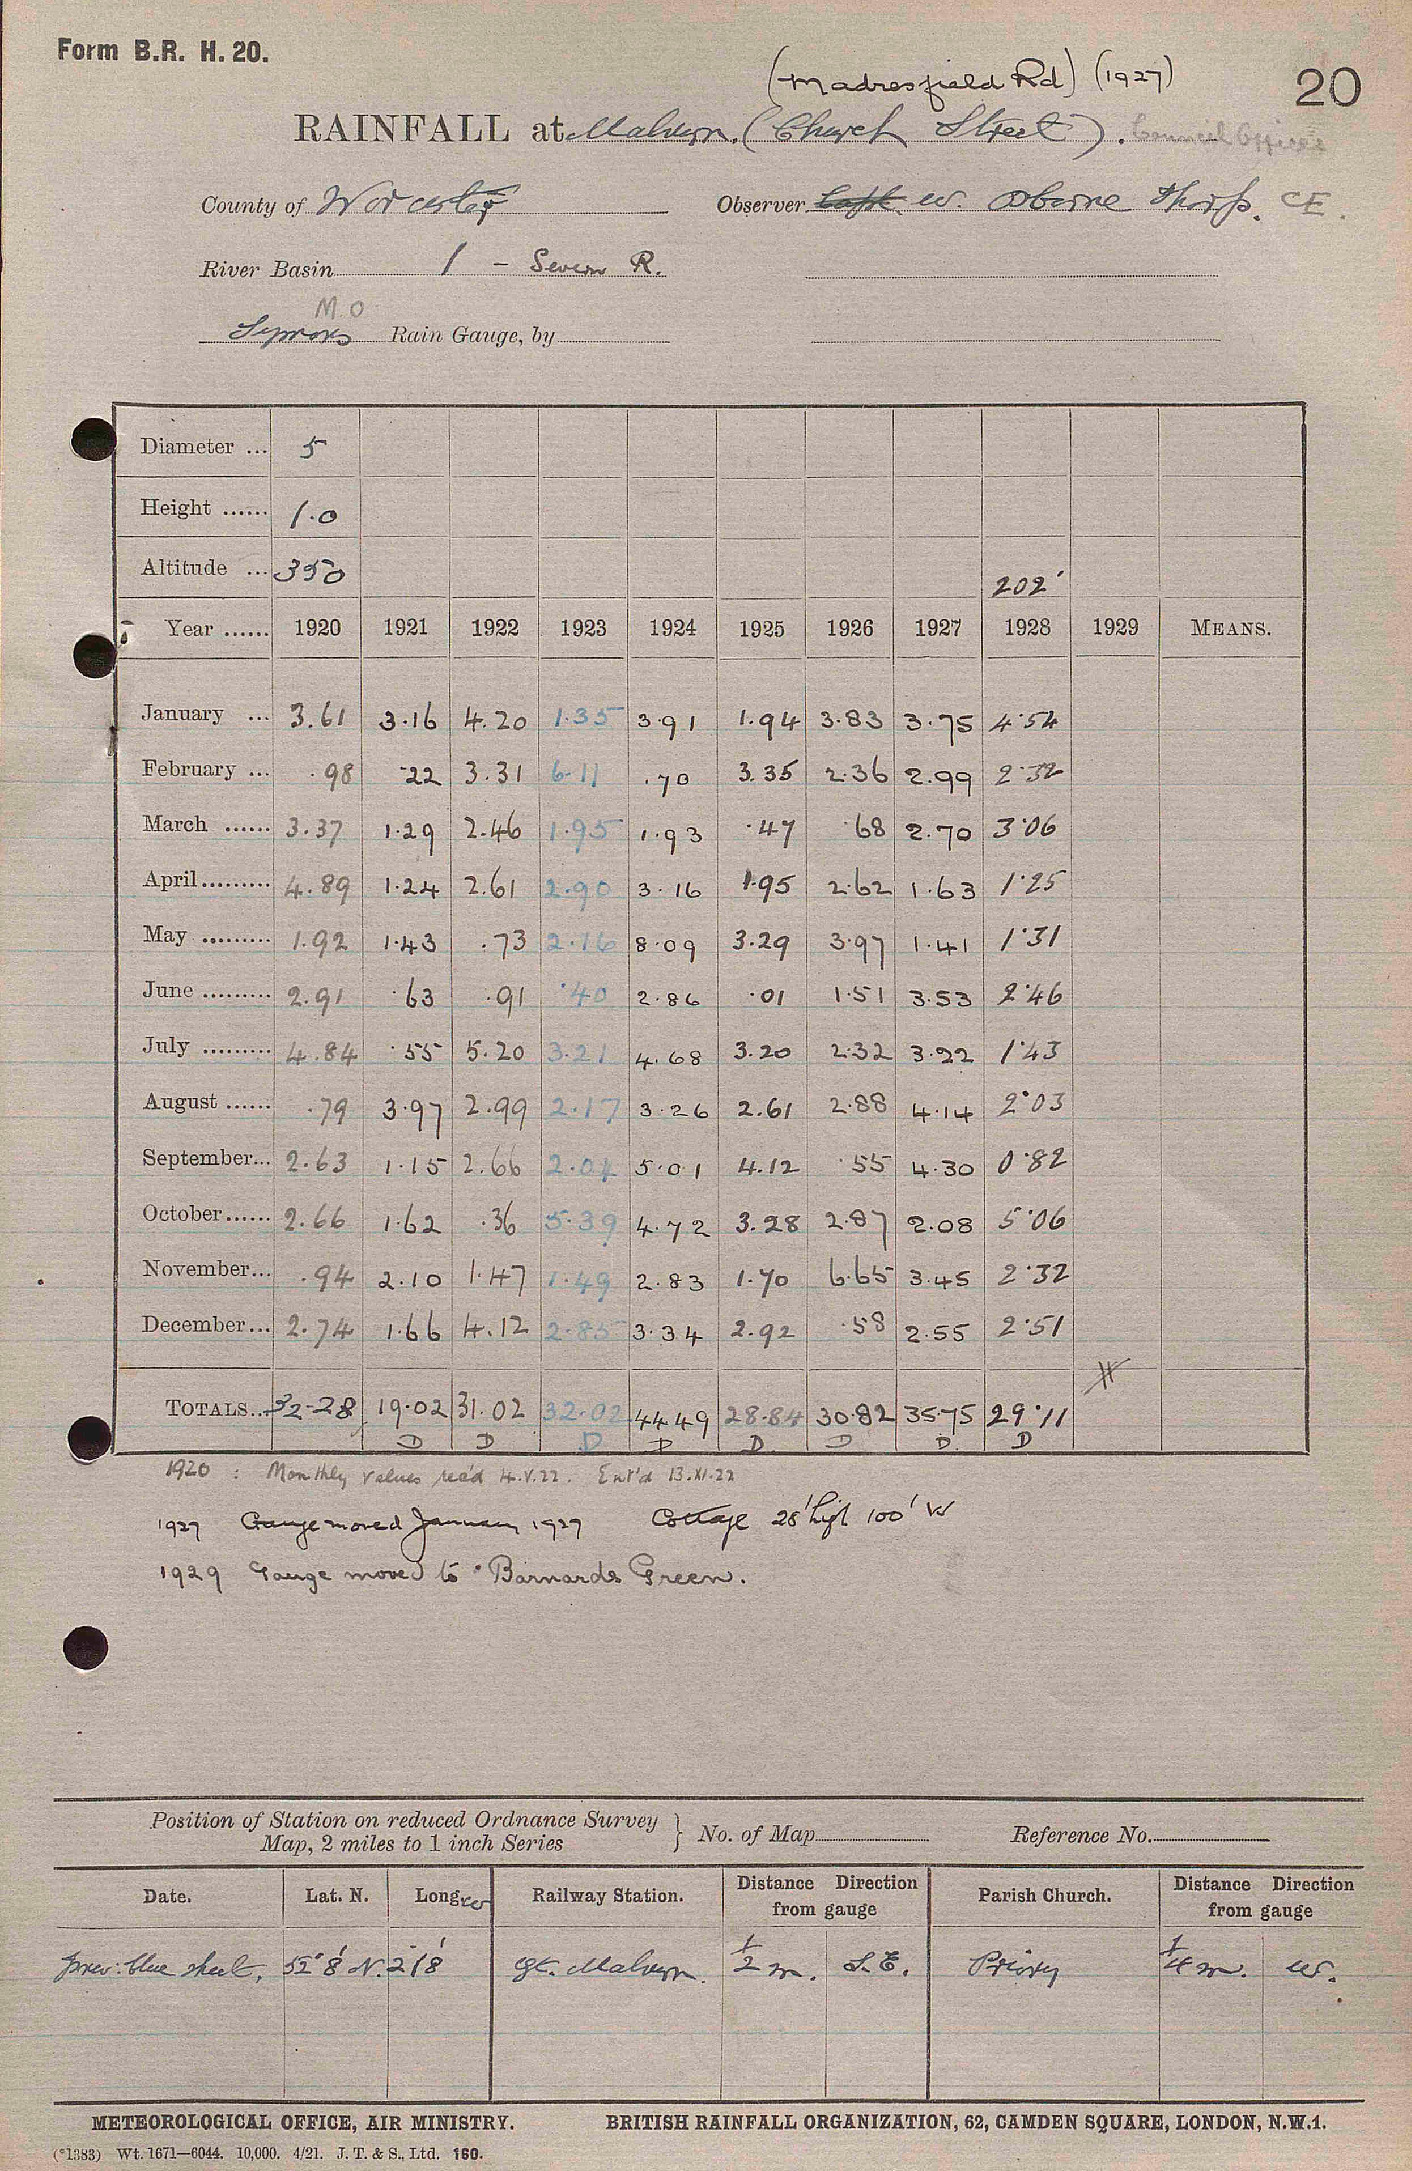 Form B.R. H. 20.
(Madresfield Rd) (1927)
20
RAINFALL at Malvern. (Church Street). Council Offices
County of Worcester Observer Capt. W. Osborne Thorp. CE.
River Basin 1 - Severn R.
M.O
Symons Rain Gauge, by
Diameter ... 5
Height ...... 1.0
Altitude ... 350 202'
Year ...... 1920 1921 1922 1923 1924 1925 1926 1927 1928 1929 MEANS.
January ... 3.61 3.16 4.20 1.35 3.91 1.94 3.83 3.75 4.54
February ... .98 .22 3.31 6.11 .70 3.35 2.36 2.99 2.32
March ...... 3.37 1.29 2.46 1.95 1.93 .47 .68 2.70 3.06
April......... 4.89 1.24 2.61 2.90 3.16 1.95 2.62 1.63 1.25
May ......... 1.92 1.43 .73 2.16 8.09 3.29 3.97 1.41 1.31
June ......... 2.91 .63 .91 .40 2.86 .01 1.51 3.53 2.46
July ......... 4.84 .55 5.20 3.21 4.68 3.20 2.32 3.22 1.43
August ...... .79 3.97 2.99 2.17 3.26 2.61 2.88 4.14 2.03
September... 2.63 1.15 2.66 2.04 5.01 4.12 .55 4.30 0.82
October...... 2.66 1.62 .36 5.39 4.72 3.28 2.87 2.08 5.06
November... .94 2.10 1.47 1.49 2.83 1.70 6.65 3.45 2.32
December... 2.74 1.66 4.12 2.85 3.34 2.92 .58 2.55 2.51
TOTALS... 32.28 19.02 31.02 32.02 44.49 28.84 30.82 35.75 29.11
D D D D D D D D
1920 : Monthly values rec'd 4.V.22. Ent'd 13.XI.22
1927 Gauge moved January 1927 Cottage 28' high 100' W
1929 Gauge moved to Barnards Green.
Position of Station on reduced Ordnance Survey
Map, 2 miles to 1 inch Series } No. of Map Reference No.
Date. Lat. N. Long. W Railway Station. Distance Direction from gauge Parish Church. Distance Direction from gauge
prev: blue sheet. 52° 8' N. 2° 18' Gt. Malvern. 1/2 m. S.E. Priory 1/4 m. W.
METEOROLOGICAL OFFICE, AIR MINISTRY. BRITISH RAINFALL ORGANIZATION, 62, CAMDEN SQUARE, LONDON, N.W.1.
(*1383) Wt. 1671—6044. 10,000. 4/21. J. T. & S., Ltd. 160.